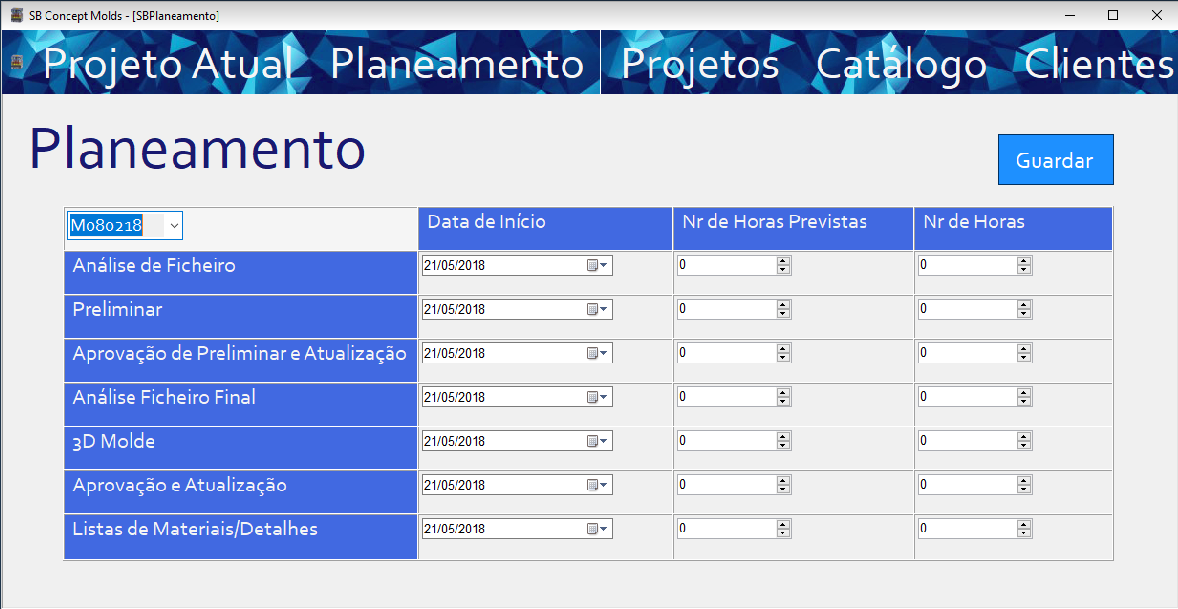 SB Concept Molds - [SBPlaneamento]
Projeto Atual Planeamento Projetos Catálogo Clientes
Planeamento
Guardar
M080218 Data de Início Nr de Horas Previstas Nr de Horas
Análise de Ficheiro 21/05/2018 0 0
Preliminar 21/05/2018 0 0
Aprovação de Preliminar e Atualização 21/05/2018 0 0
Análise Ficheiro Final 21/05/2018 0 0
3D Molde 21/05/2018 0 0
Aprovação e Atualização 21/05/2018 0 0
Listas de Materiais/Detalhes 21/05/2018 0 0